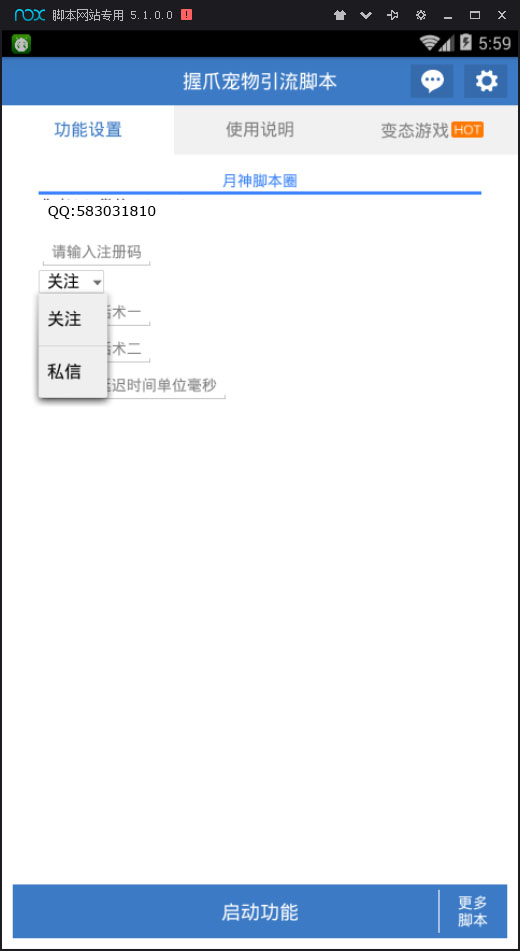 nox 脚本网站专用 5.1.0.0
5:59
握爪宠物引流脚本
功能设置 使用说明 变态游戏 HOT
月神脚本圈
QQ:583031810
请输入注册码
关注
关注 术一
术二
私信 迟时间单位毫秒
启动功能 更多
脚本